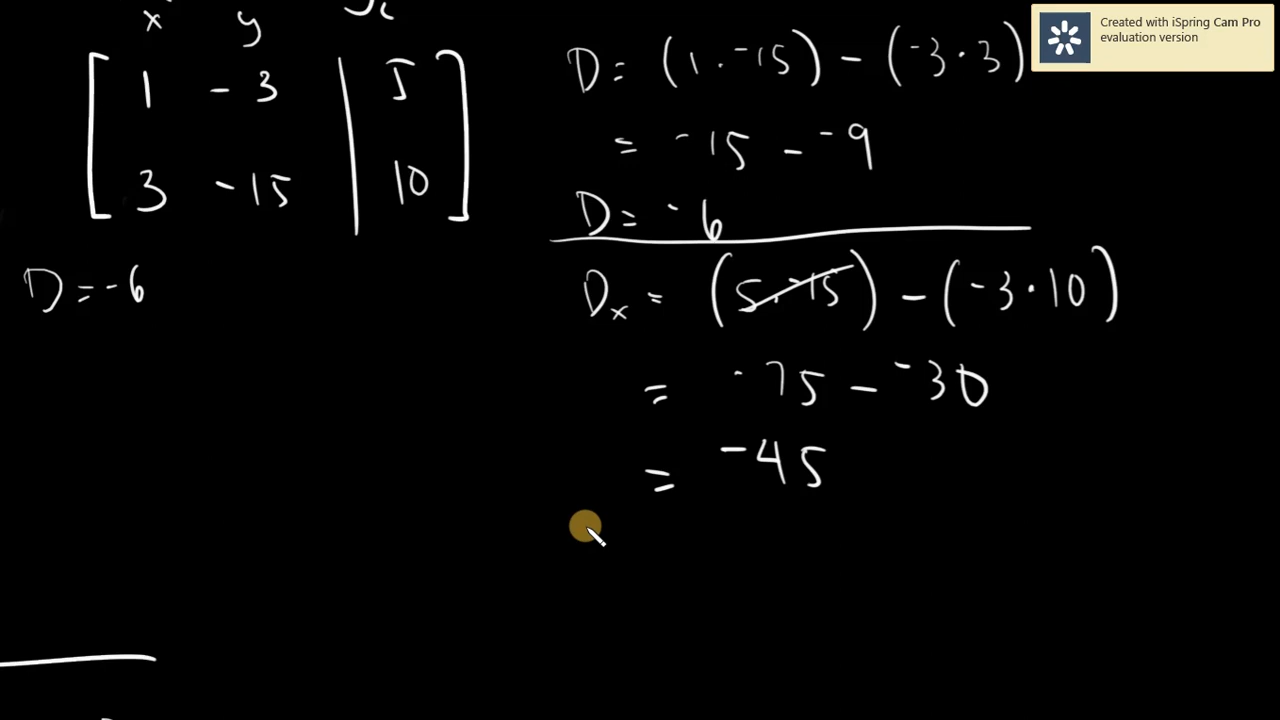 x y
[ 1 -3 | 5 ]
[ 3 -15 | 10 ]
D = -6
D = (1 · -15) - (-3 · 3)
= -15 - -9
D = -6
Dx = (5 · -15) - (-3 · 10)
= -75 - -30
= -45
Created with iSpring Cam Pro
evaluation version